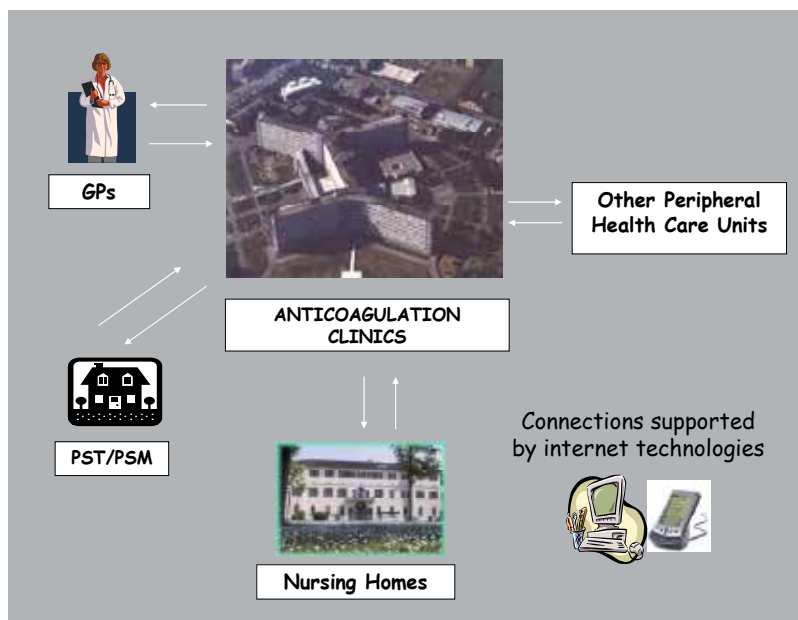 GPs
Other Peripheral
Health Care Units
ANTICOAGULATION
CLINICS
PST/PSM
Connections supported
by internet technologies
Nursing Homes